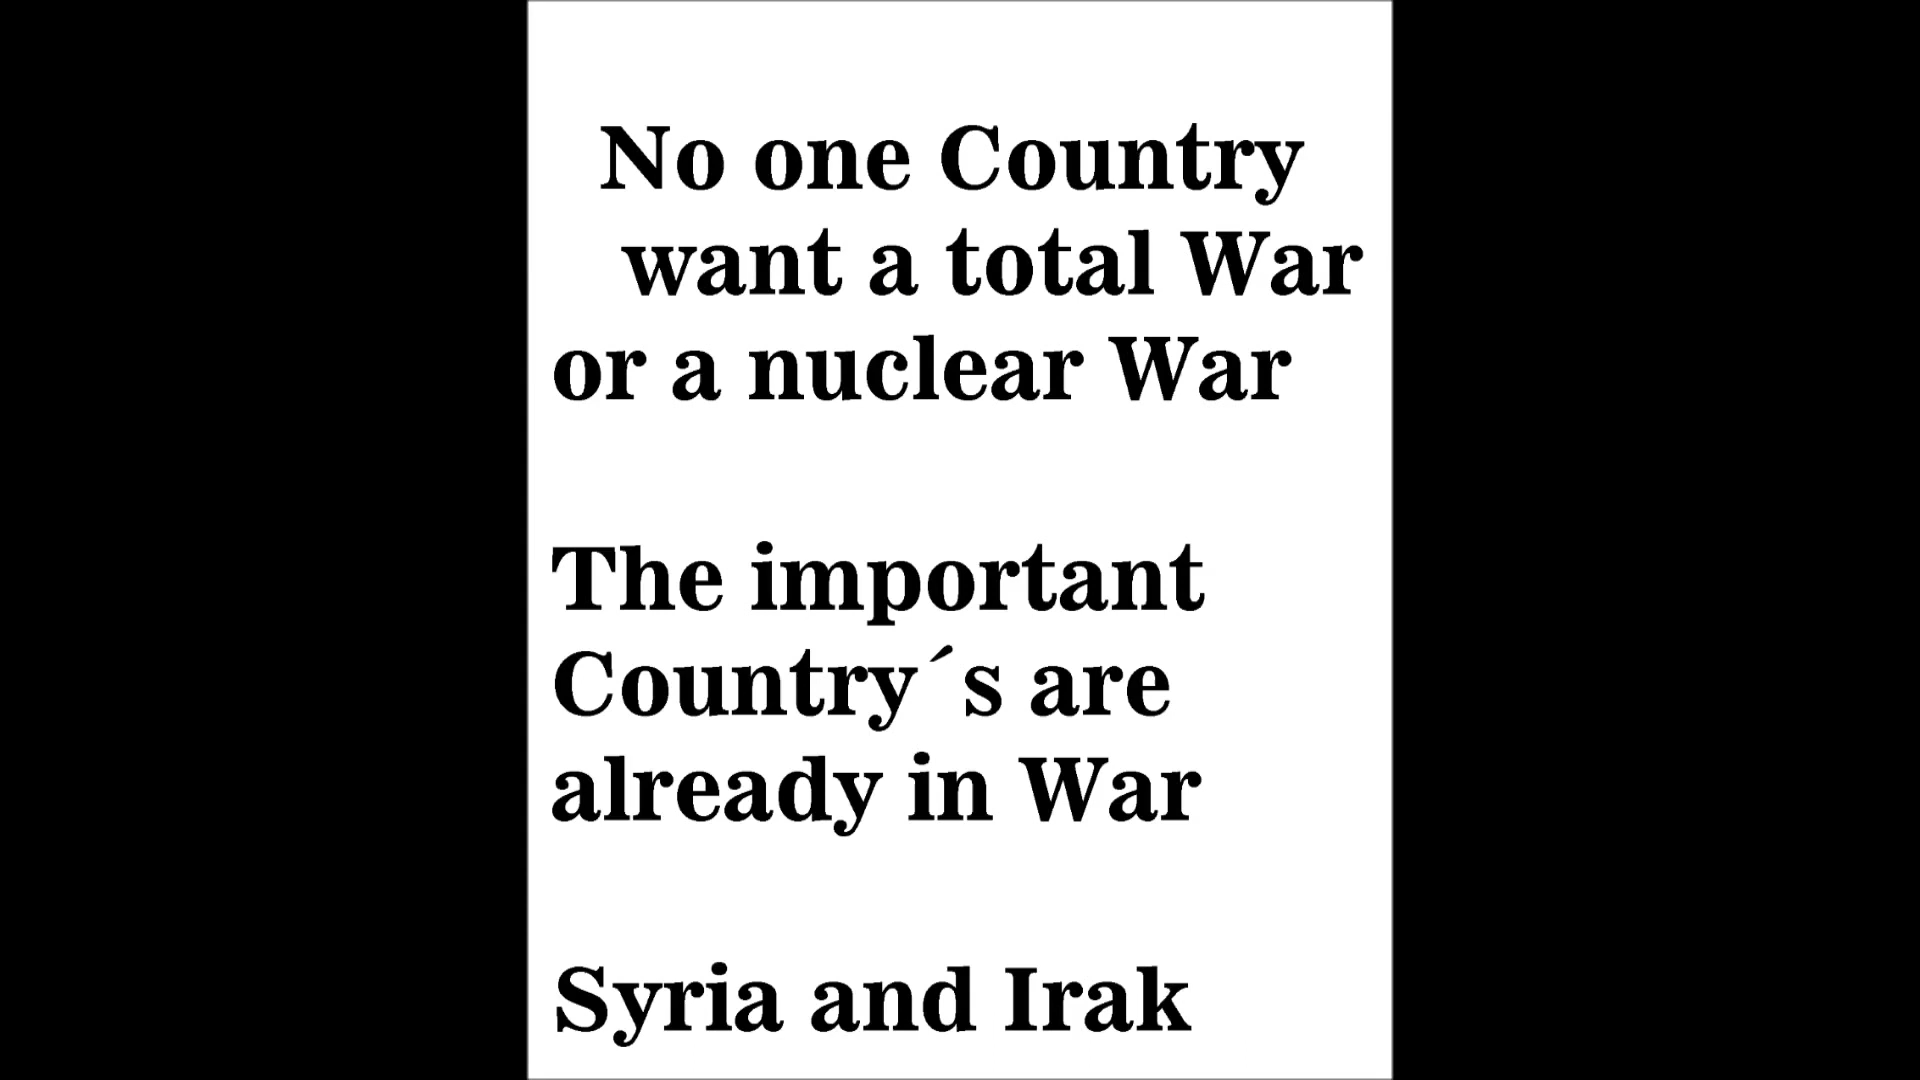 No one Country
want a total War
or a nuclear War
The important
Country´s are
already in War
Syria and Irak